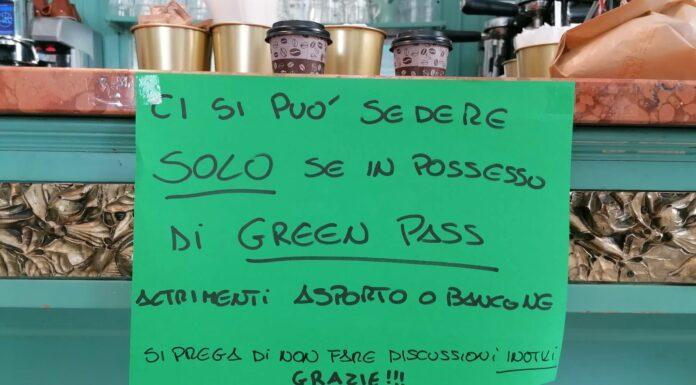 CI SI PUO' SEDERE
SOLO SE IN POSSESSO
DI GREEN PASS
ALTRIMENTI ASPORTO O BANCONE
SI PREGA DI NON FARE DISCUSSIONI INUTILI
GRAZIE!!!